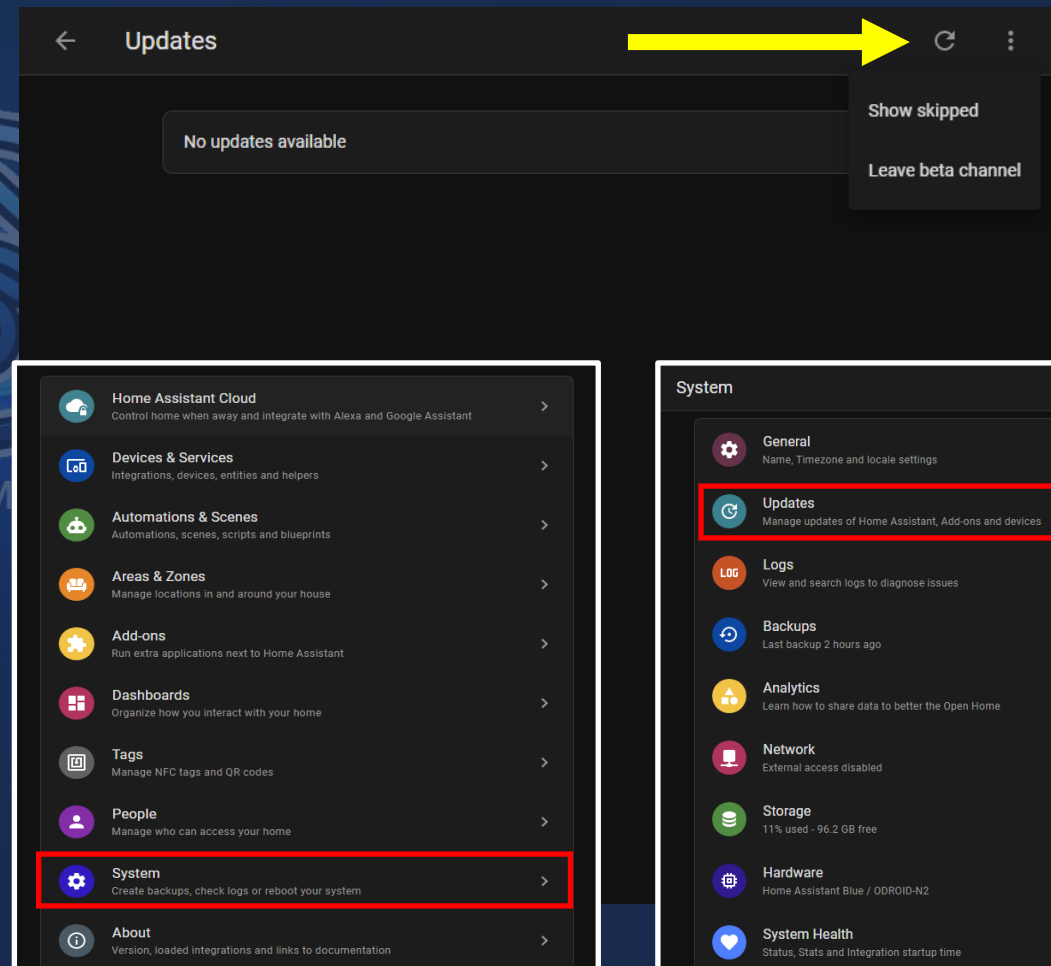 Updates
Show skipped
No updates available
Leave beta channel
Home Assistant Cloud
Control home when away and integrate with Alexa and Google Assistant
Devices & Services
Integrations, devices, entities and helpers
Automations & Scenes
Automations, scenes, scripts and blueprints
Areas & Zones
Manage locations in and around your house
Add-ons
Run extra applications next to Home Assistant
Dashboards
Organize how you interact with your home
Tags
Manage NFC tags and QR codes
People
Manage who can access your home
System
Create backups, check logs or reboot your system
About
Version, loaded integrations and links to documentation
System
General
Name, Timezone and locale settings
Updates
Manage updates of Home Assistant, Add-ons and devices
LOG
Logs
View and search logs to diagnose issues
Backups
Last backup 2 hours ago
Analytics
Learn how to share data to better the Open Home
Network
External access disabled
Storage
11% used - 96.2 GB free
Hardware
Home Assistant Blue / ODROID-N2
System Health
Status, Stats and Integration startup time